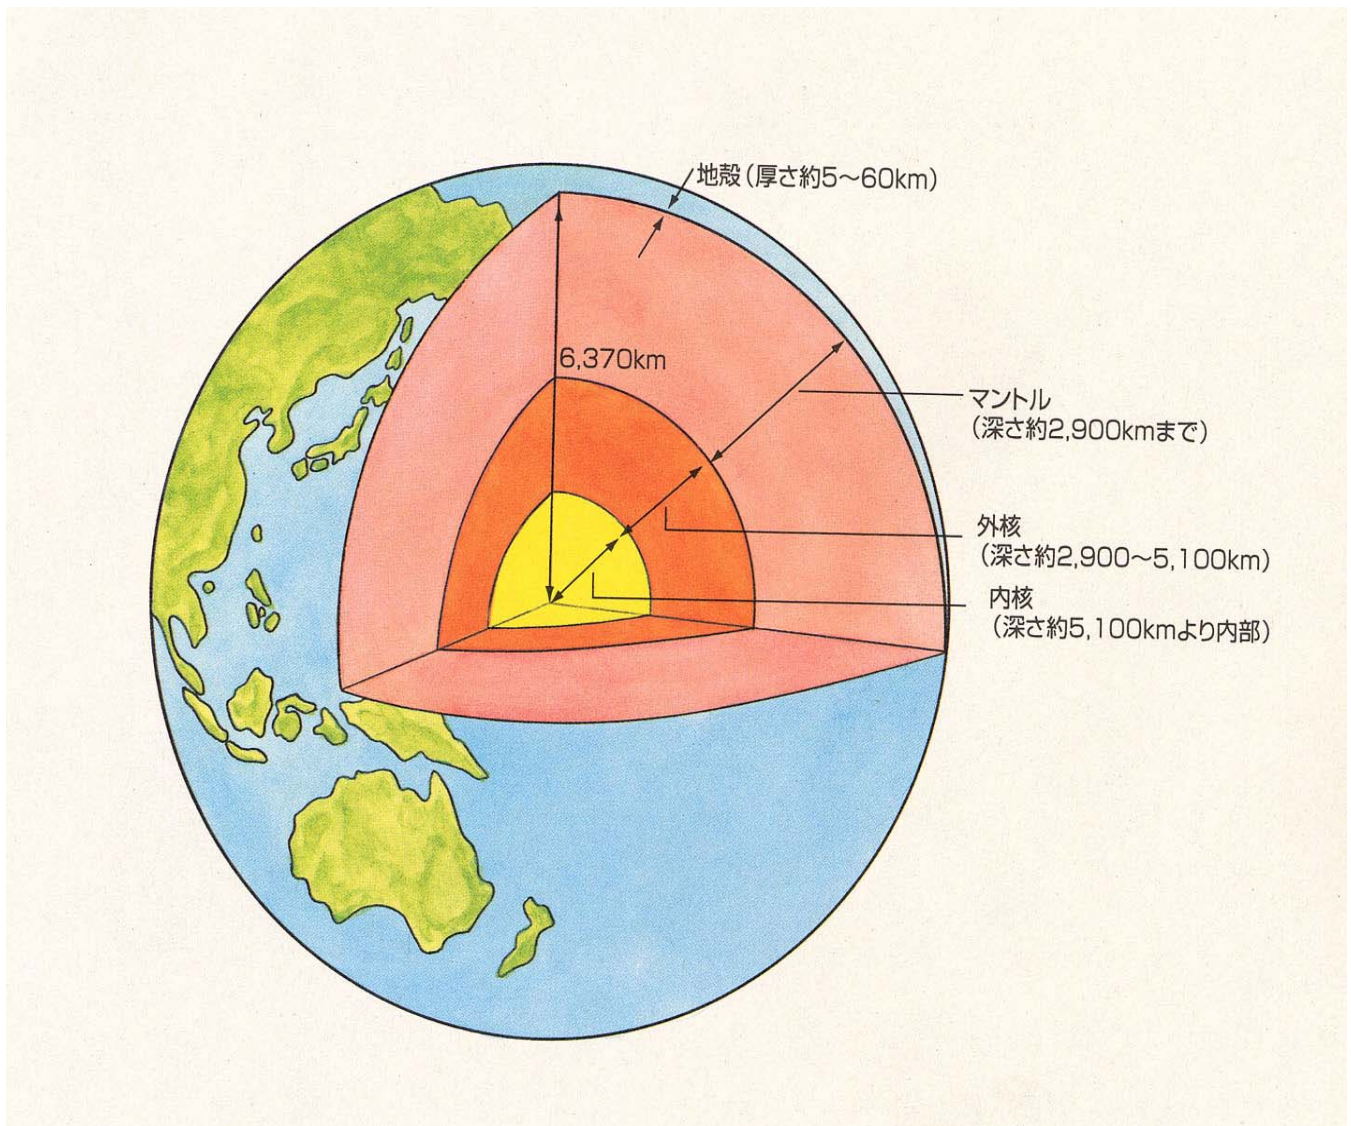 地殻（厚さ約5〜60km）
6,370km
マントル
（深さ約2,900kmまで）
外核
（深さ約2,900〜5,100km）
内核
（深さ約5,100kmより内部）